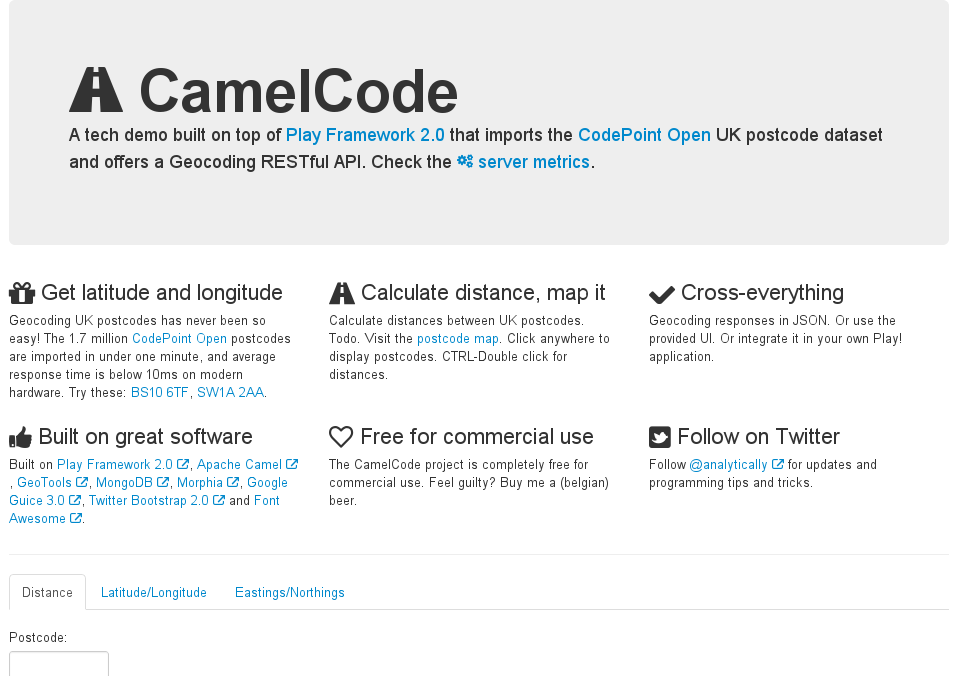 CamelCode
A tech demo built on top of Play Framework 2.0 that imports the CodePoint Open UK postcode dataset
and offers a Geocoding RESTful API. Check the server metrics.
Get latitude and longitude
Geocoding UK postcodes has never been so
easy! The 1.7 million CodePoint Open postcodes
are imported in under one minute, and average
response time is below 10ms on modern
hardware. Try these: BS10 6TF, SW1A 2AA.
Calculate distance, map it
Calculate distances between UK postcodes.
Todo. Visit the postcode map. Click anywhere to
display postcodes. CTRL-Double click for
distances.
Cross-everything
Geocoding responses in JSON. Or use the
provided UI. Or integrate it in your own Play!
application.
Built on great software
Built on Play Framework 2.0 , Apache Camel
, GeoTools , MongoDB , Morphia , Google
Guice 3.0 , Twitter Bootstrap 2.0 and Font
Awesome .
Free for commercial use
The CamelCode project is completely free for
commercial use. Feel guilty? Buy me a (belgian)
beer.
Follow on Twitter
Follow @analytically for updates and
programming tips and tricks.
Distance Latitude/Longitude Eastings/Northings
Postcode: